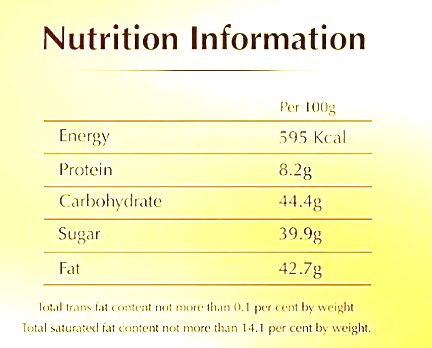 Nutrition Information
Per 100g
Energy 595 Kcal
Protein 8.2g
Carbohydrate 44.4g
Sugar 39.9g
Fat 42.7g
Total trans fat content not more than 0.1 per cent by weight
Total saturated fat content not more than 14.1 per cent by weight.